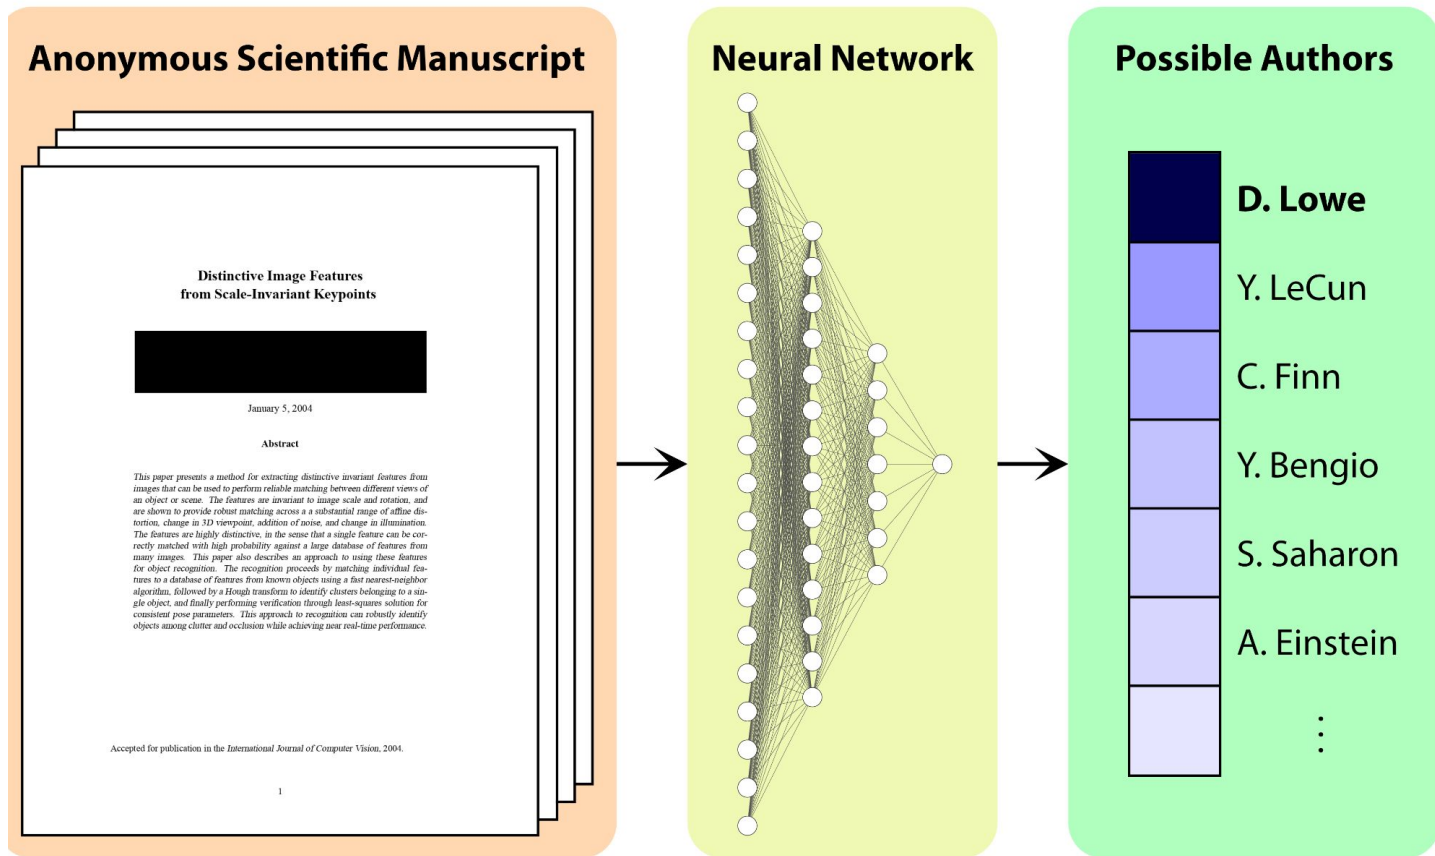 Anonymous Scientific Manuscript
Distinctive Image Features
from Scale-Invariant Keypoints
January 5, 2004
Abstract
This paper presents a method for extracting distinctive invariant features from
images that can be used to perform reliable matching between different views of
an object or scene. The features are invariant to image scale and rotation, and
are shown to provide robust matching across a a substantial range of affine dis-
tortion, change in 3D viewpoint, addition of noise, and change in illumination.
The features are highly distinctive, in the sense that a single feature can be cor-
rectly matched with high probability against a large database of features from
many images. This paper also describes an approach to using these features
for object recognition. The recognition proceeds by matching individual fea-
tures to a database of features from known objects using a fast nearest-neighbor
algorithm, followed by a Hough transform to identify clusters belonging to a sin-
gle object, and finally performing verification through least-squares solution for
consistent pose parameters. This approach to recognition can robustly identify
objects among clutter and occlusion while achieving near real-time performance.
Accepted for publication in the International Journal of Computer Vision, 2004.
1
Neural Network
Possible Authors
D. Lowe
Y. LeCun
C. Finn
Y. Bengio
S. Saharon
A. Einstein
⋮